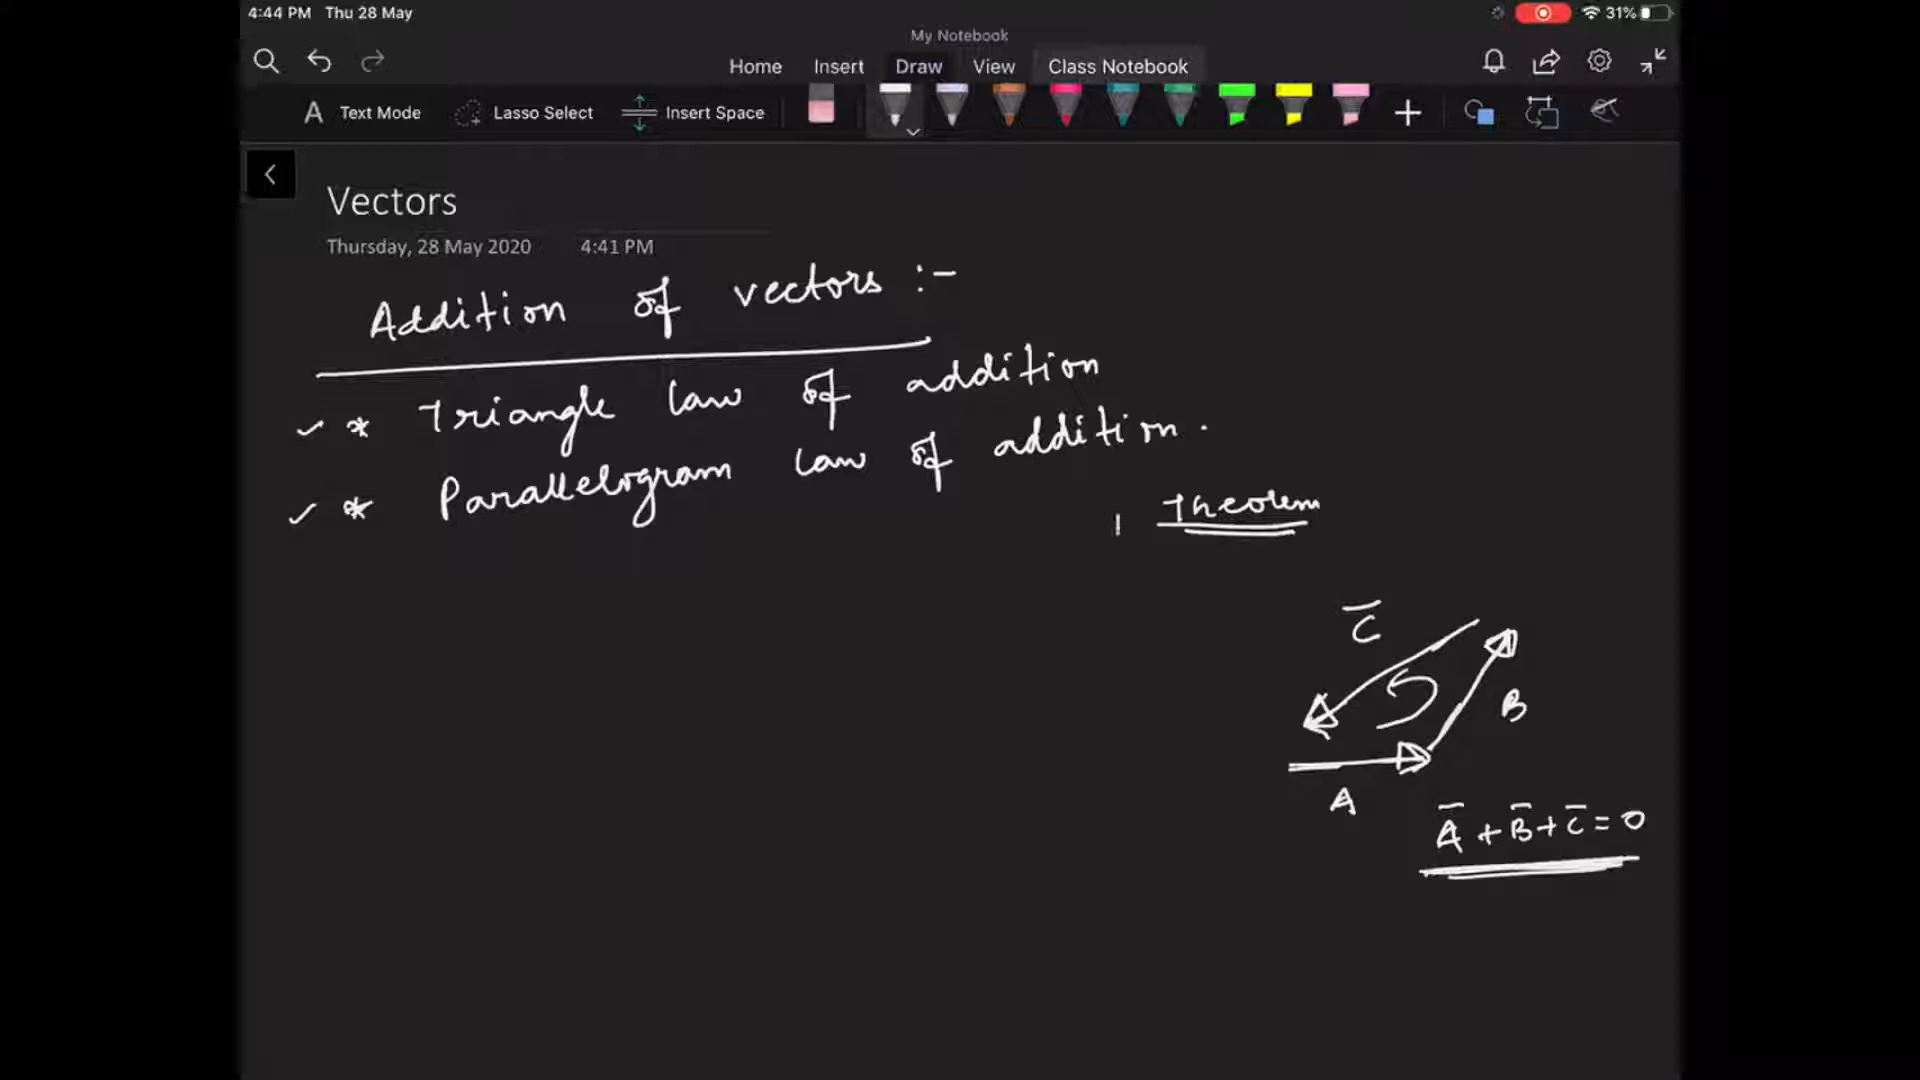 4:44 PM Thu 28 May
31%
My Notebook
Home Insert Draw View Class Notebook
A Text Mode Lasso Select Insert Space
Vectors
Thursday, 28 May 2020 4:41 PM
Addition of vectors :-
✓ * Triangle law of addition
✓ * Parallelogram law of addition.
Theorem
C̅
B
A
A̅ + B̅ + C̅ = 0